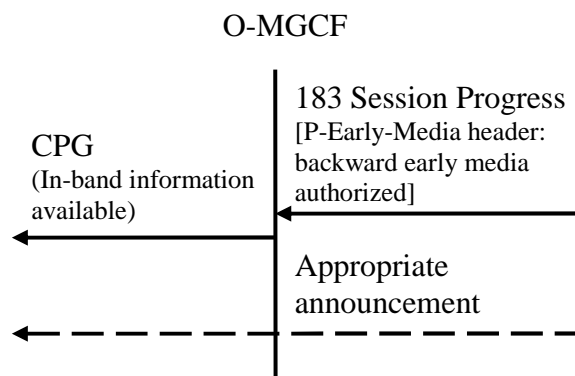 O-MGCF
183 Session Progress
[P-Early-Media header:
backward early media
authorized]
CPG
(In-band information
available)
Appropriate
announcement